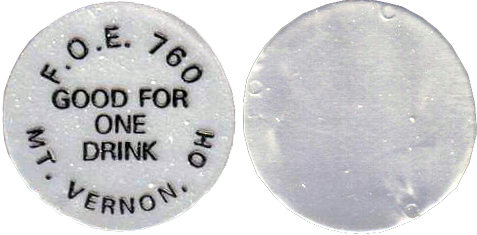 F.O.E. 760
GOOD FOR
ONE
DRINK
MT. VERNON, OH